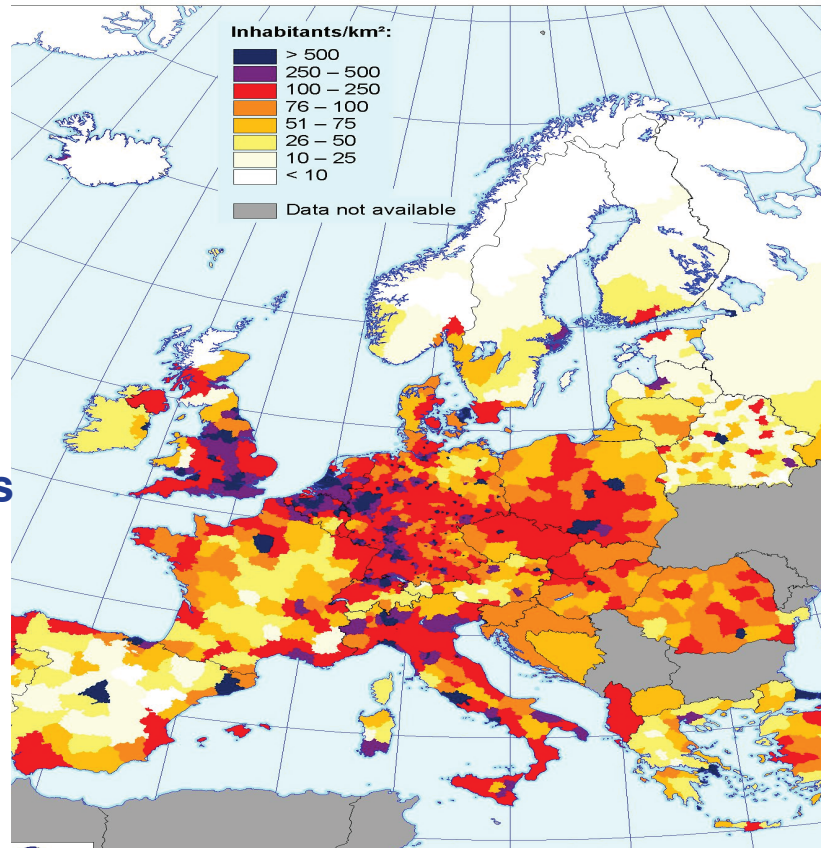 Inhabitants/km²:
> 500
250 – 500
100 – 250
76 – 100
51 – 75
26 – 50
10 – 25
< 10
Data not available
s